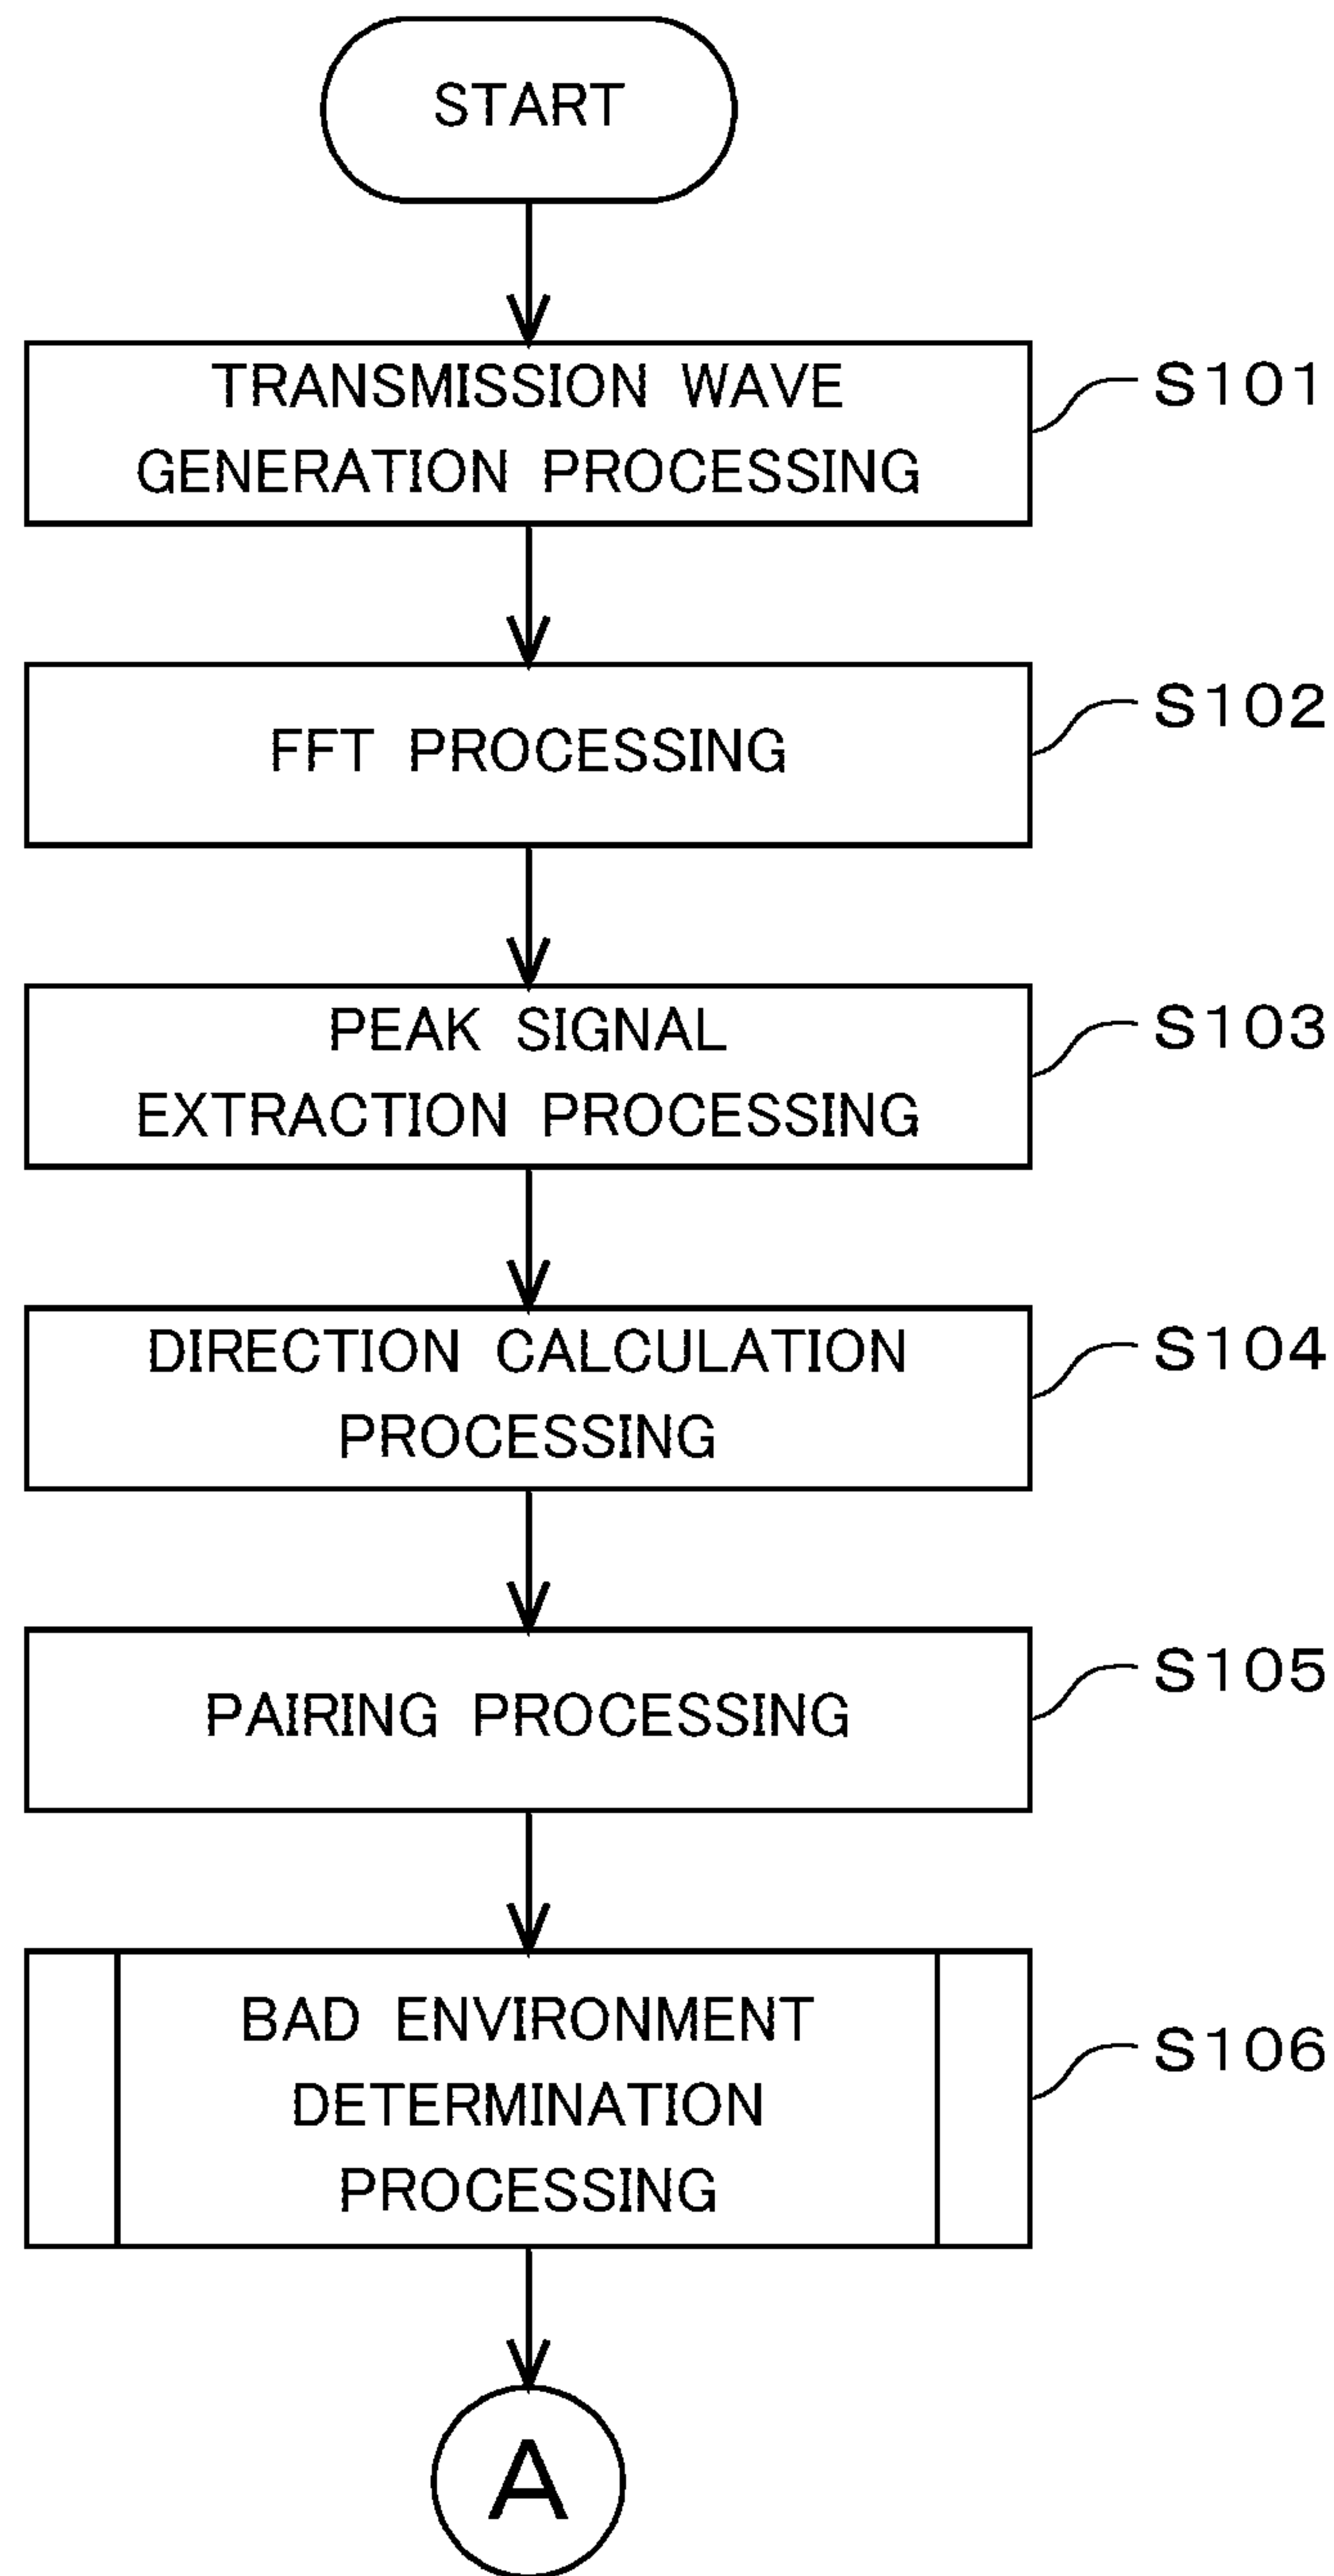 START
TRANSMISSION WAVE
GENERATION PROCESSING
S101
FFT PROCESSING
S102
PEAK SIGNAL
EXTRACTION PROCESSING
S103
DIRECTION CALCULATION
PROCESSING
S104
PAIRING PROCESSING
S105
BAD ENVIRONMENT
DETERMINATION
PROCESSING
S106
A